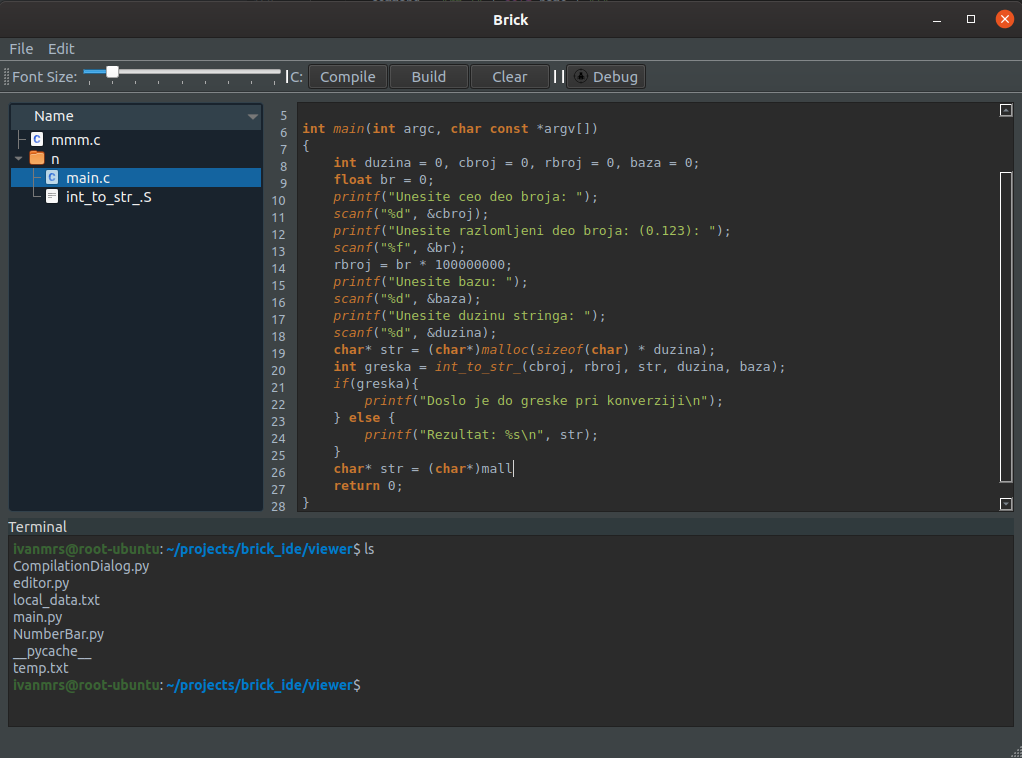 Brick
File Edit
Font Size: C: Compile Build Clear Debug
Name
mmm.c
n
main.c
int_to_str_.S
5
6 int main(int argc, char const *argv[])
7 {
8     int duzina = 0, cbroj = 0, rbroj = 0, baza = 0;
9     float br = 0;
10     printf("Unesite ceo deo broja: ");
11     scanf("%d", &cbroj);
12     printf("Unesite razlomljeni deo broja: (0.123): ");
13     scanf("%f", &br);
14     rbroj = br * 100000000;
15     printf("Unesite bazu: ");
16     scanf("%d", &baza);
17     printf("Unesite duzinu stringa: ");
18     scanf("%d", &duzina);
19     char* str = (char*)malloc(sizeof(char) * duzina);
20     int greska = int_to_str_(cbroj, rbroj, str, duzina, baza);
21     if(greska){
22         printf("Doslo je do greske pri konverziji\n");
23     } else {
24         printf("Rezultat: %s\n", str);
25     }
26     char* str = (char*)mall
27     return 0;
28 }
Terminal
ivanmrs@root-ubuntu: ~/projects/brick_ide/viewer$ ls
CompilationDialog.py
editor.py
local_data.txt
main.py
NumberBar.py
__pycache__
temp.txt
ivanmrs@root-ubuntu: ~/projects/brick_ide/viewer$